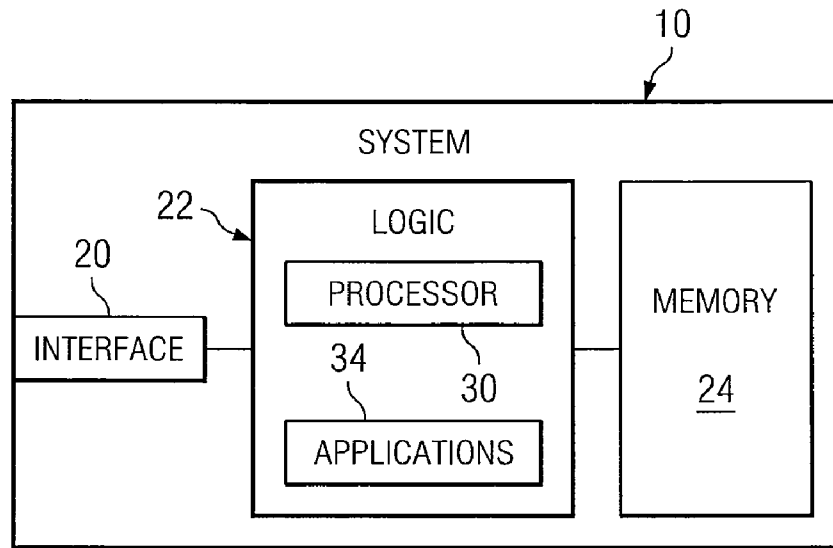 10
SYSTEM
22
LOGIC
20
PROCESSOR
MEMORY
INTERFACE
34
30
24
APPLICATIONS